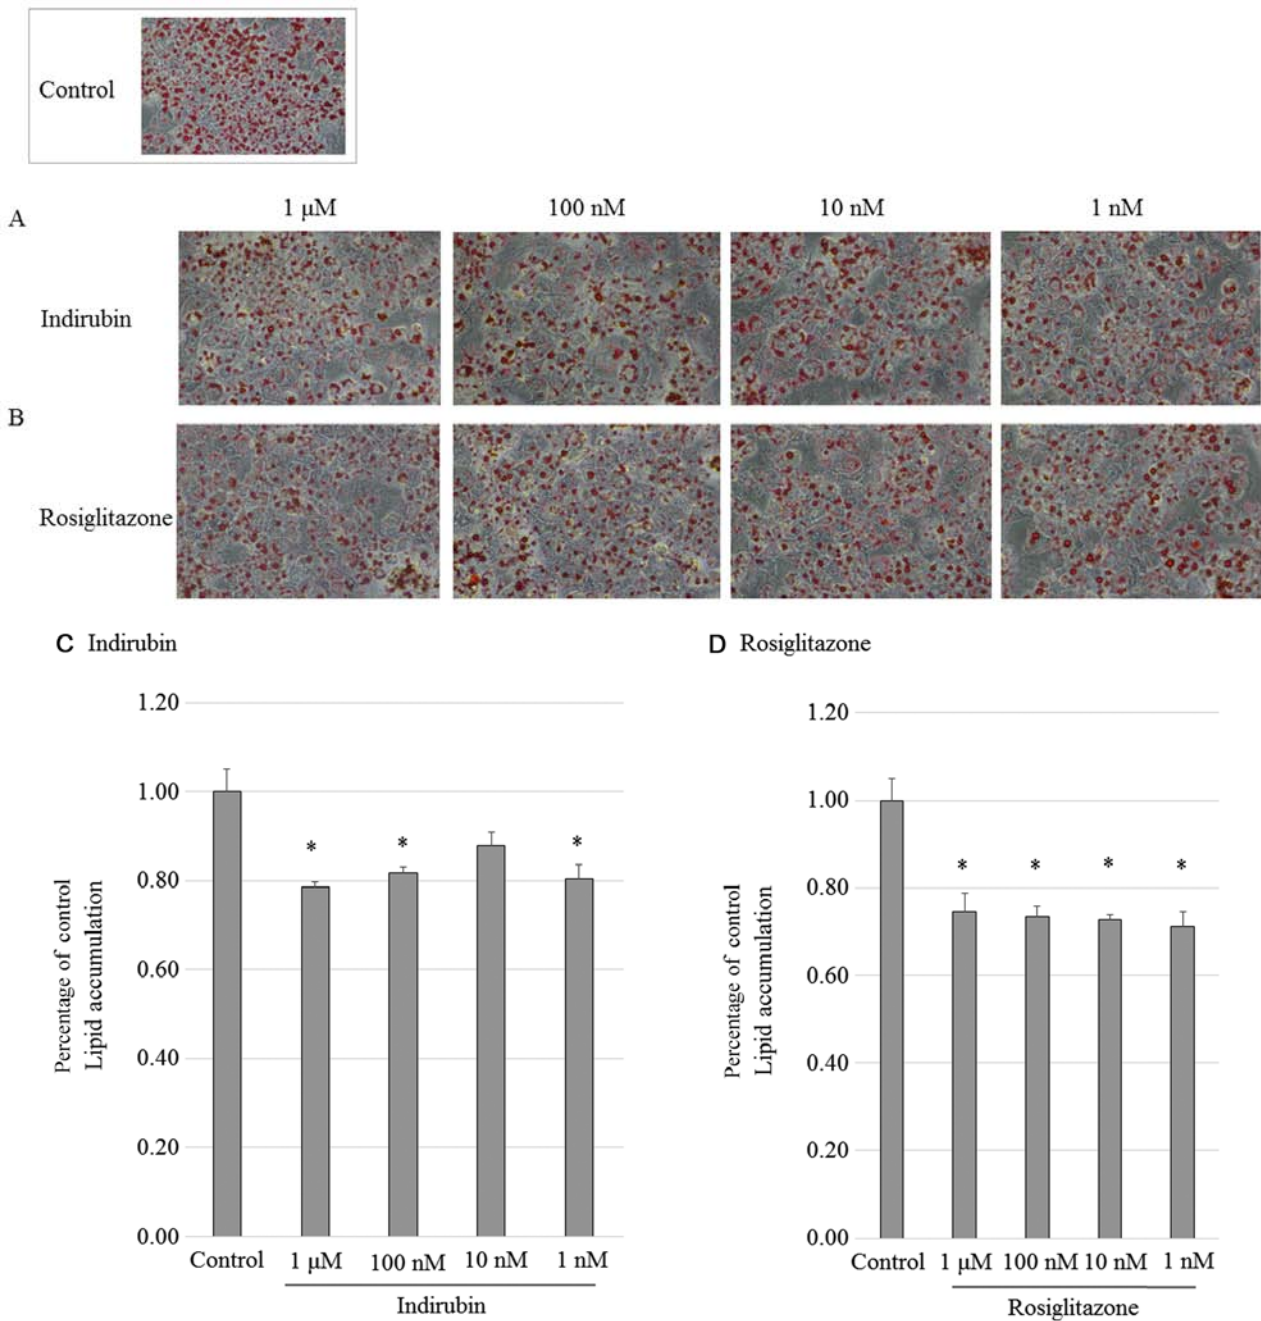 Control
A
1 μM 100 nM 10 nM 1 nM
Indirubin
B
Rosiglitazone
C Indirubin
D Rosiglitazone
1.20
1.00
0.80
0.60
0.40
0.20
0.00
Percentage of control
Lipid accumulation
* * *
Control 1 μM 100 nM 10 nM 1 nM
Indirubin
1.20
1.00
0.80
0.60
0.40
0.20
0.00
Percentage of control
Lipid accumulation
* * * *
Control 1 μM 100 nM 10 nM 1 nM
Rosiglitazone